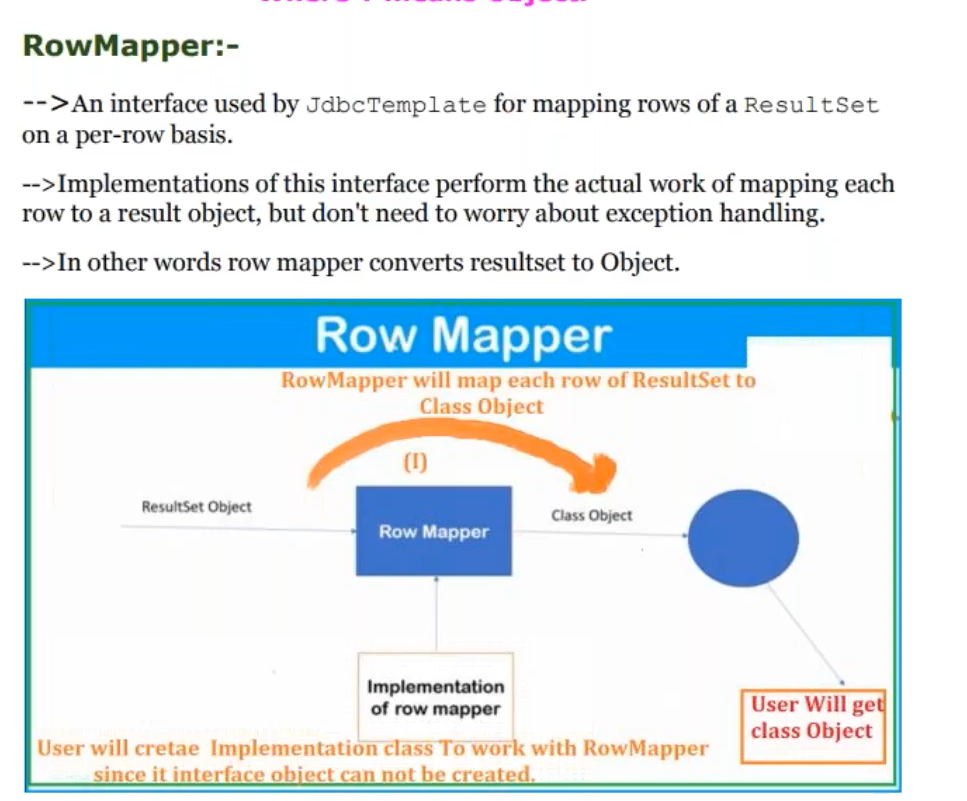 RowMapper:-
-->An interface used by JdbcTemplate for mapping rows of a ResultSet
on a per-row basis.
-->Implementations of this interface perform the actual work of mapping each
row to a result object, but don't need to worry about exception handling.
-->In other words row mapper converts resultset to Object.
Row Mapper
RowMapper will map each row of ResultSet to
Class Object
(I)
ResultSet Object
Row Mapper
Class Object
Implementation
of row mapper
User Will get
class Object
User will cretae Implementation class To work with RowMapper
since it interface object can not be created.